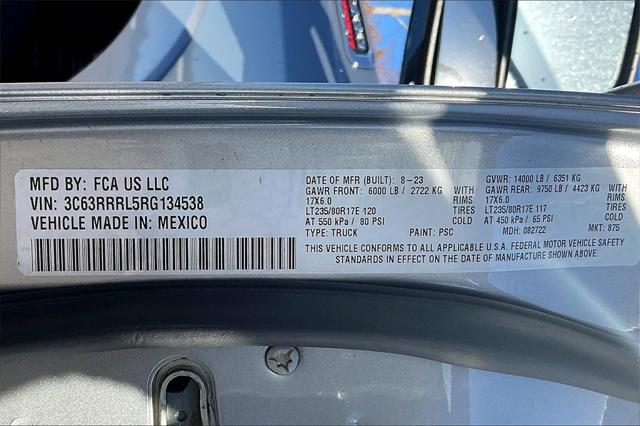 MFD BY: FCA US LLC
VIN: 3C63RRRL5RG134538
VEHICLE MADE IN: MEXICO
DATE OF MFR (BUILT): 8-23
GAWR FRONT: 6000 LB / 2722 KG WITH
17X6.0 RIMS
LT235/80R17E 120 TIRES
AT 550 kPa / 80 PSI COLD
TYPE: TRUCK PAINT: PSC
GVWR: 14000 LB / 6351 KG
GAWR REAR: 9750 LB / 4423 KG WITH
17X6.0 RIMS
LT235/80R17E 117 TIRES
AT 450 kPa / 65 PSI COLD
MDH: 082722 MKT: 875
THIS VEHICLE CONFORMS TO ALL APPLICABLE U.S.A. FEDERAL MOTOR VEHICLE SAFETY
STANDARDS IN EFFECT ON THE DATE OF MANUFACTURE SHOWN ABOVE.